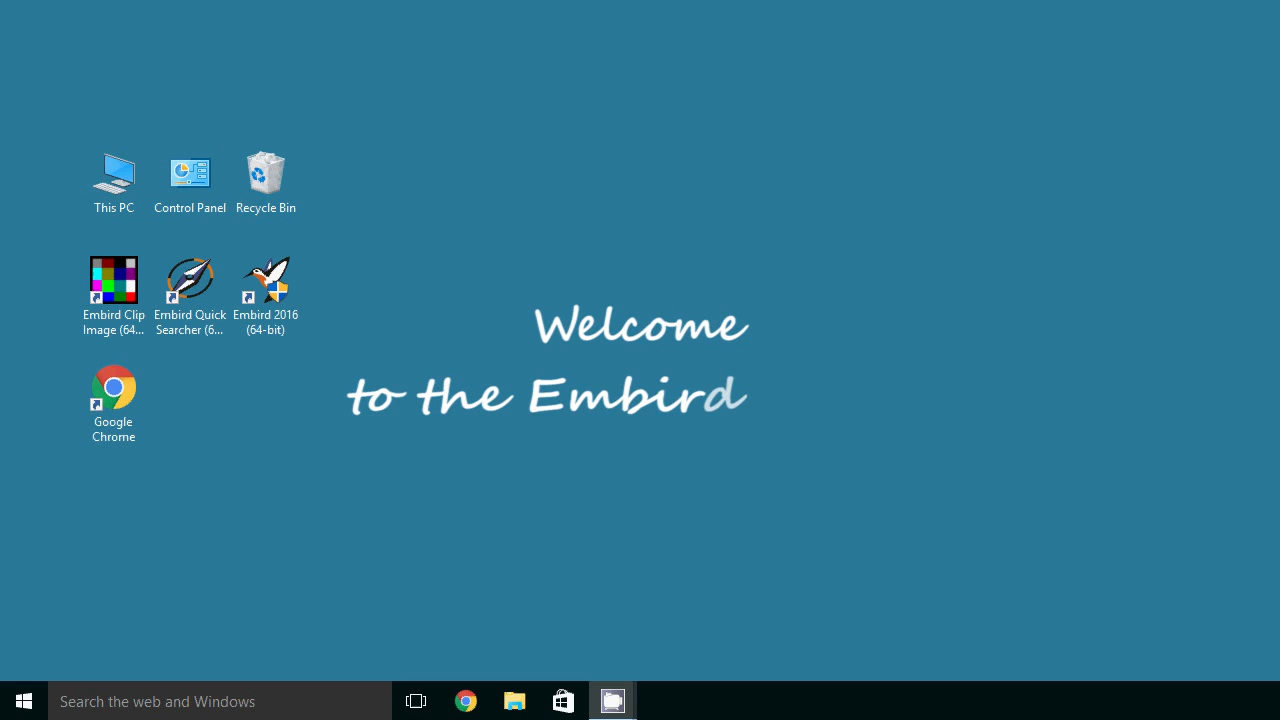 This PC
Control Panel
Recycle Bin
Embird Clip
Image (64...
Embird Quick
Searcher (6...
Embird 2016
(64-bit)
Google
Chrome
Welcome
to the Embird
Search the web and Windows